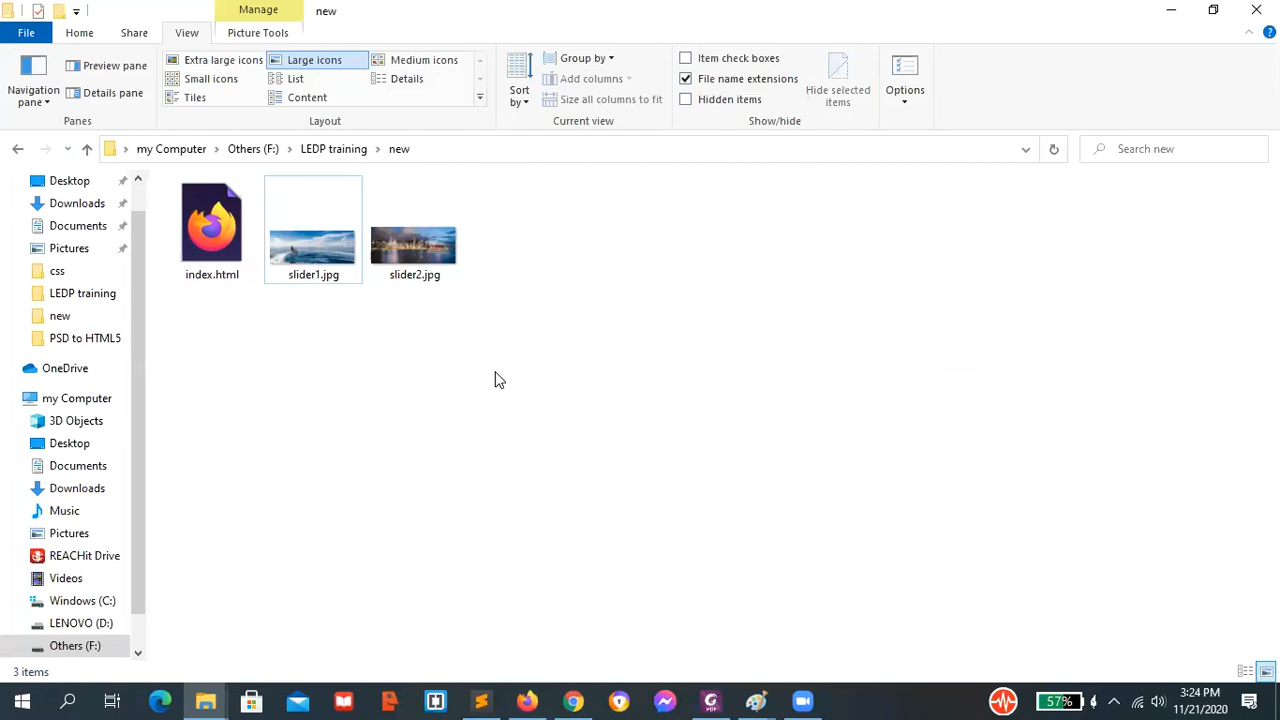 Manage
new
File
Home
Share
View
Picture Tools
Navigation pane
Preview pane
Details pane
Panes
Extra large icons
Large icons
Medium icons
Small icons
List
Details
Tiles
Content
Layout
Sort by
Group by
Add columns
Size all columns to fit
Current view
Item check boxes
File name extensions
Hidden items
Hide selected items
Show/hide
Options
my Computer
Others (F:)
LEDP training
new
Search new
Desktop
Downloads
Documents
Pictures
css
LEDP training
new
PSD to HTML5
OneDrive
my Computer
3D Objects
Desktop
Documents
Downloads
Music
Pictures
REACHit Drive
Videos
Windows (C:)
LENOVO (D:)
Others (F:)
index.html
slider1.jpg
slider2.jpg
3 items
57%
3:24 PM
11/21/2020